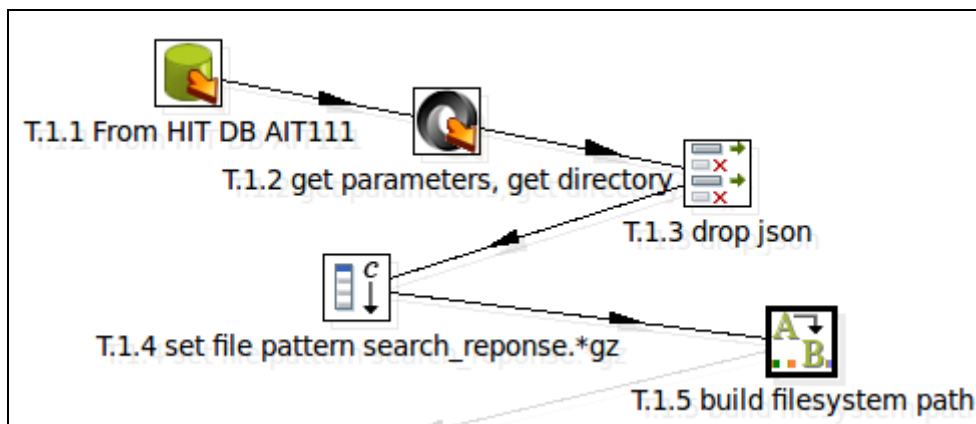 T.1.1 From HIT DB AIT111
T.1.2 get parameters, get directory
T.1.3 drop json
C
T.1.4 set file pattern search_reponse.*gz
A
B
T.1.5 build filesystem path